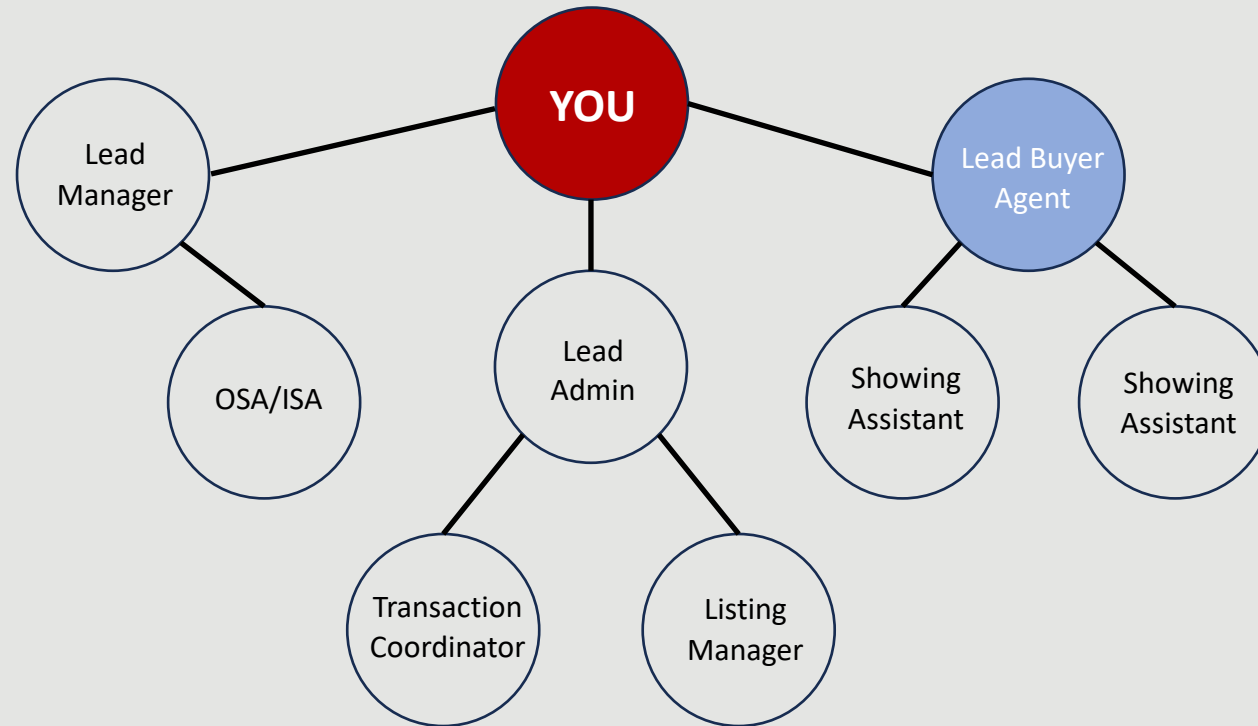 YOU
Lead
Manager
Lead Buyer
Agent
OSA/ISA
Lead
Admin
Showing
Assistant
Showing
Assistant
Transaction
Coordinator
Listing
Manager